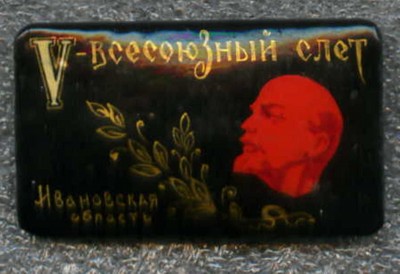 V-всесоюзный слет
Ивановская
область